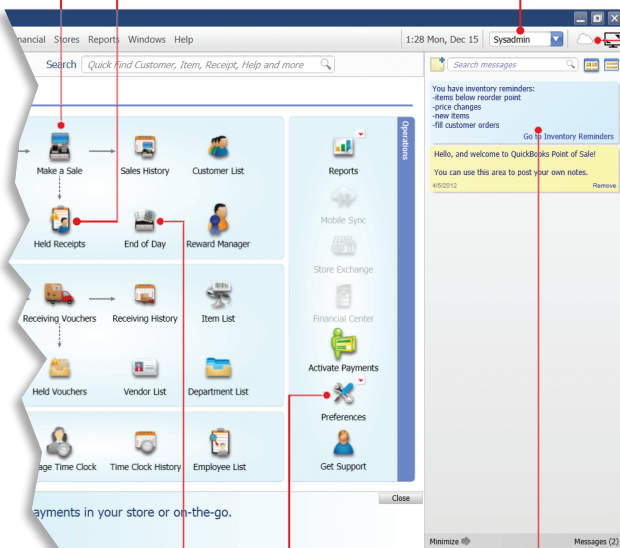 Financial Stores Reports Windows Help
1:28 Mon, Dec 15
Sysadmin
Search
Quick Find Customer, Item, Receipt, Help and more
Search messages
You have inventory reminders:
-items below reorder point
-price changes
-new items
-fill customer orders
Go to Inventory Reminders
Hello, and welcome to QuickBooks Point of Sale!
You can use this area to post your own notes.
4/5/2012
Remove
Make a Sale
Sales History
Customer List
Held Receipts
End of Day
Reward Manager
Receiving Vouchers
Receiving History
Item List
Held Vouchers
Vendor List
Department List
age Time Clock
Time Clock History
Employee List
Operations
Reports
Mobile Sync
Store Exchange
Financial Center
Activate Payments
Preferences
Get Support
Close
ayments in your store or on-the-go.
Minimize
Messages (2)